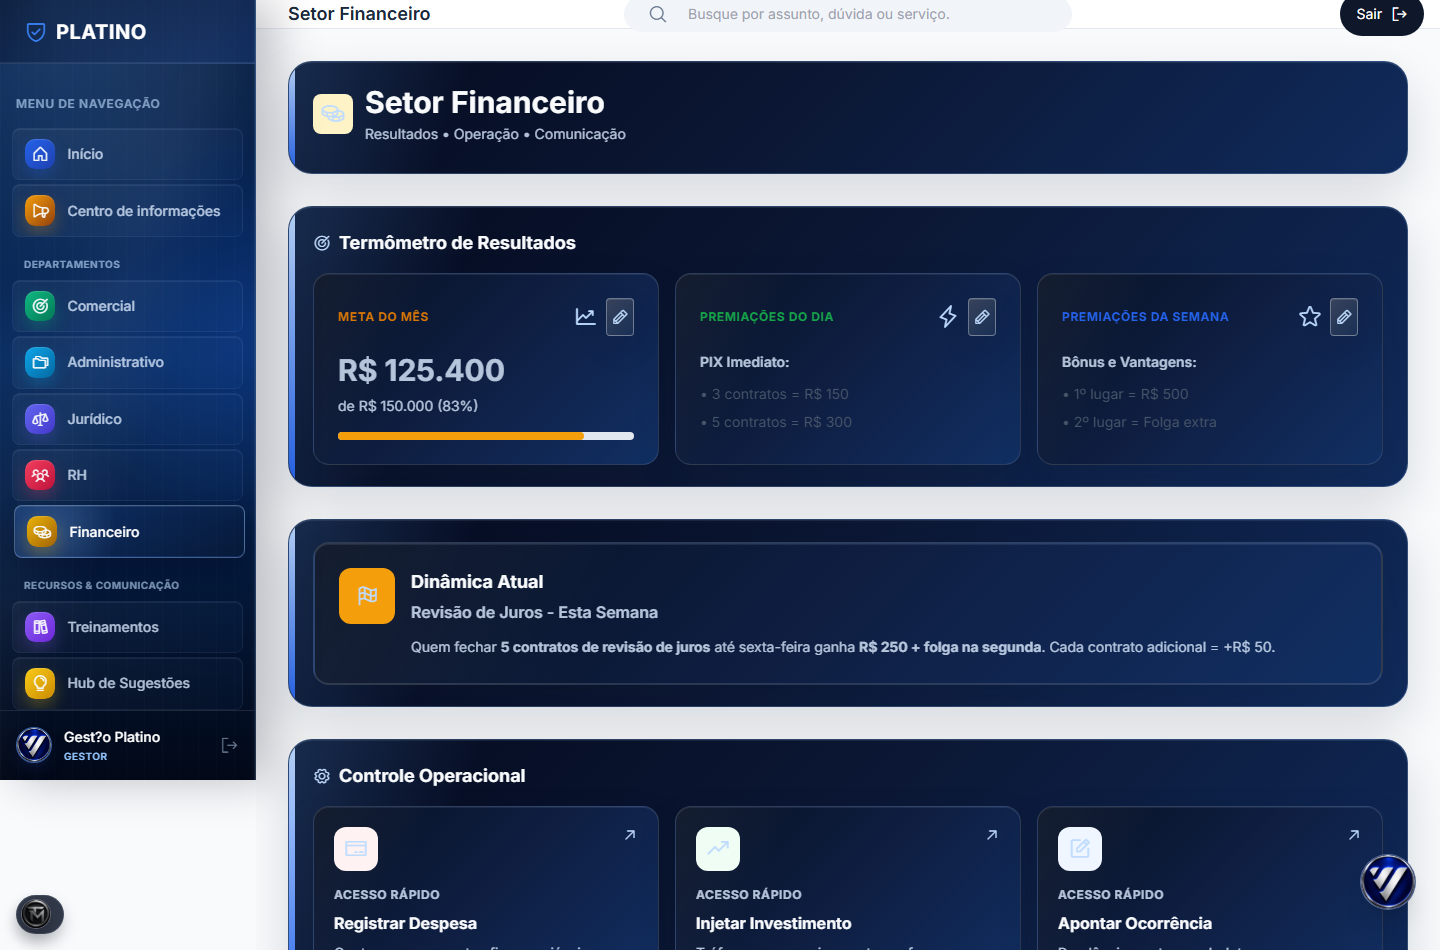 PLATINO
MENU DE NAVEGAÇÃO
Início
Centro de informações
DEPARTAMENTOS
Comercial
Administrativo
Jurídico
RH
Financeiro
RECURSOS & COMUNICAÇÃO
Treinamentos
Hub de Sugestões
Gest?o Platino
GESTOR
Setor Financeiro
Busque por assunto, dúvida ou serviço.
Sair
Setor Financeiro
Resultados • Operação • Comunicação
Termômetro de Resultados
META DO MÊS
R$ 125.400
de R$ 150.000 (83%)
PREMIAÇÕES DO DIA
PIX Imediato:
• 3 contratos = R$ 150
• 5 contratos = R$ 300
PREMIAÇÕES DA SEMANA
Bônus e Vantagens:
• 1º lugar = R$ 500
• 2º lugar = Folga extra
Dinâmica Atual
Revisão de Juros - Esta Semana
Quem fechar 5 contratos de revisão de juros até sexta-feira ganha R$ 250 + folga na segunda. Cada contrato adicional = +R$ 50.
Controle Operacional
ACESSO RÁPIDO
Registrar Despesa
ACESSO RÁPIDO
Injetar Investimento
ACESSO RÁPIDO
Apontar Ocorrência